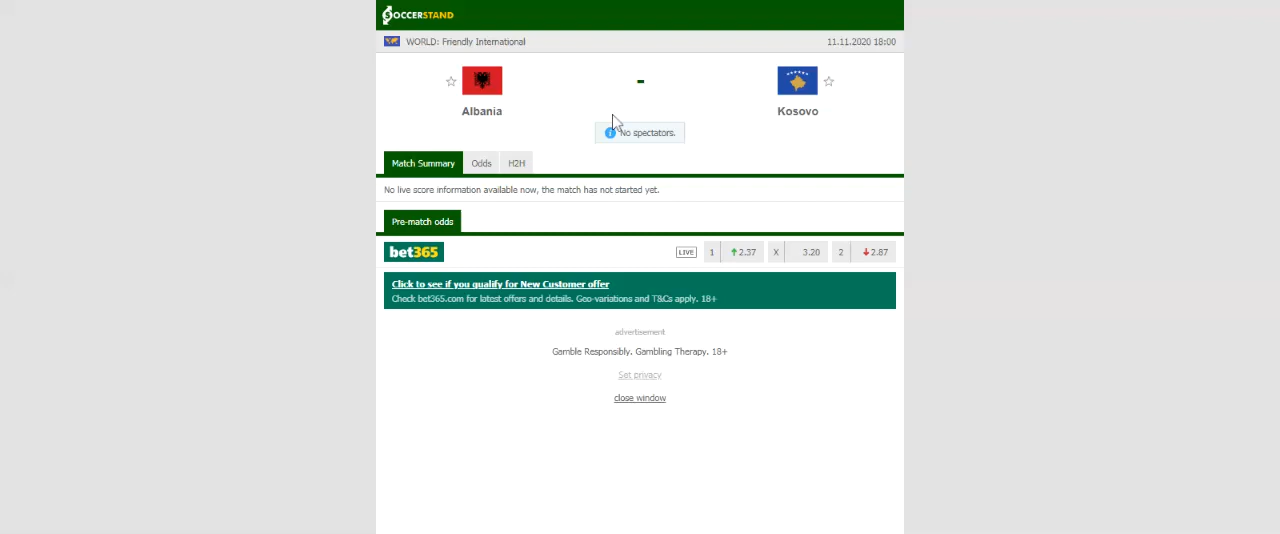 SOCCERSTAND
WORLD: Friendly International 11.11.2020 18:00
-
Albania Kosovo
No spectators.
Match Summary Odds H2H
No live score information available now, the match has not started yet.
Pre-match odds
bet365 LIVE 1 2.37 X 3.20 2 2.87
Click to see if you qualify for New Customer offer
Check bet365.com for latest offers and details. Geo-variations and T&Cs apply. 18+
advertisement
Gamble Responsibly. Gambling Therapy. 18+
Set privacy
close window